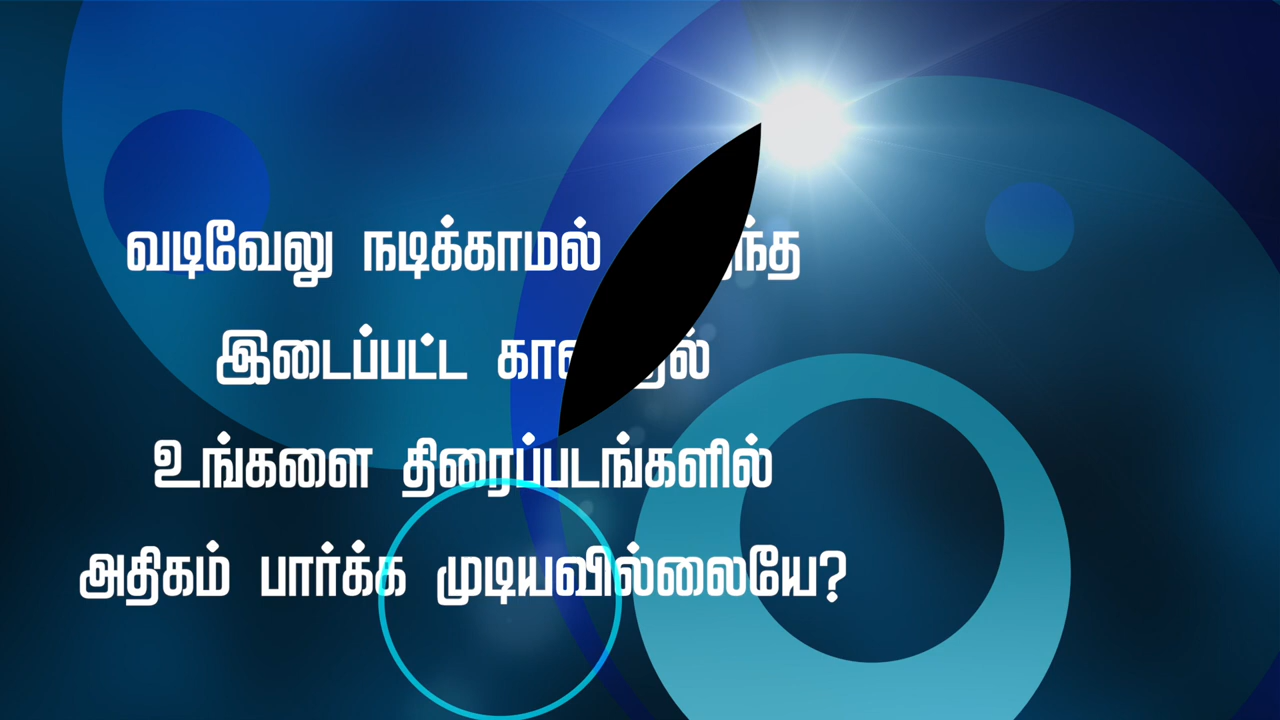 வடிவேலு நடிக்காமல்
இடைப்பட்ட
உங்களை திரைப்படங்களில்
அதிகம் பார்க்க முடியவில்லையே?